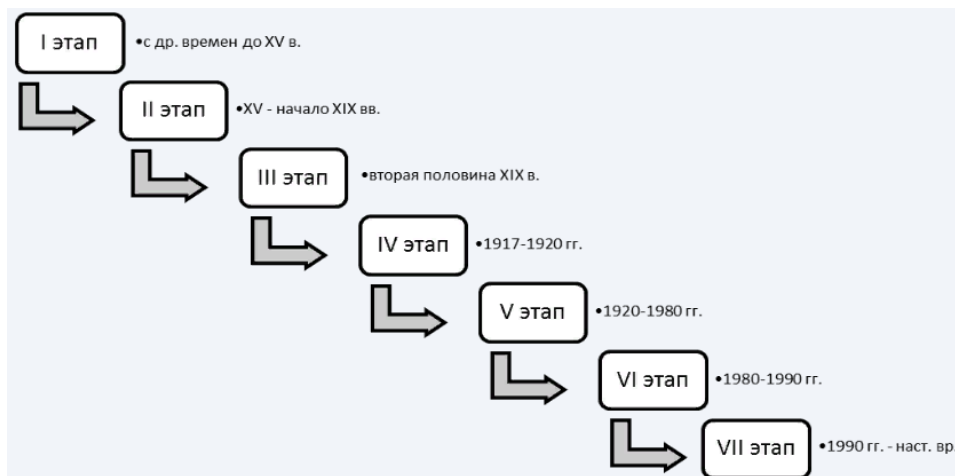 I этап
•с др. времен до XV в.
II этап
•XV - начало XIX вв.
III этап
•вторая половина XIX в.
IV этап
•1917-1920 гг.
V этап
•1920-1980 гг.
VI этап
•1980-1990 гг.
VII этап
•1990 гг. - наст. вр.